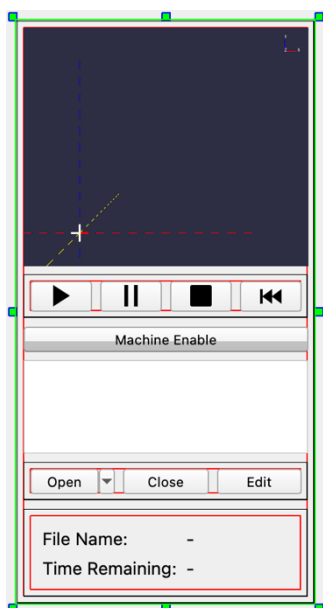 Machine Enable
Open Close Edit
File Name: -
Time Remaining: -